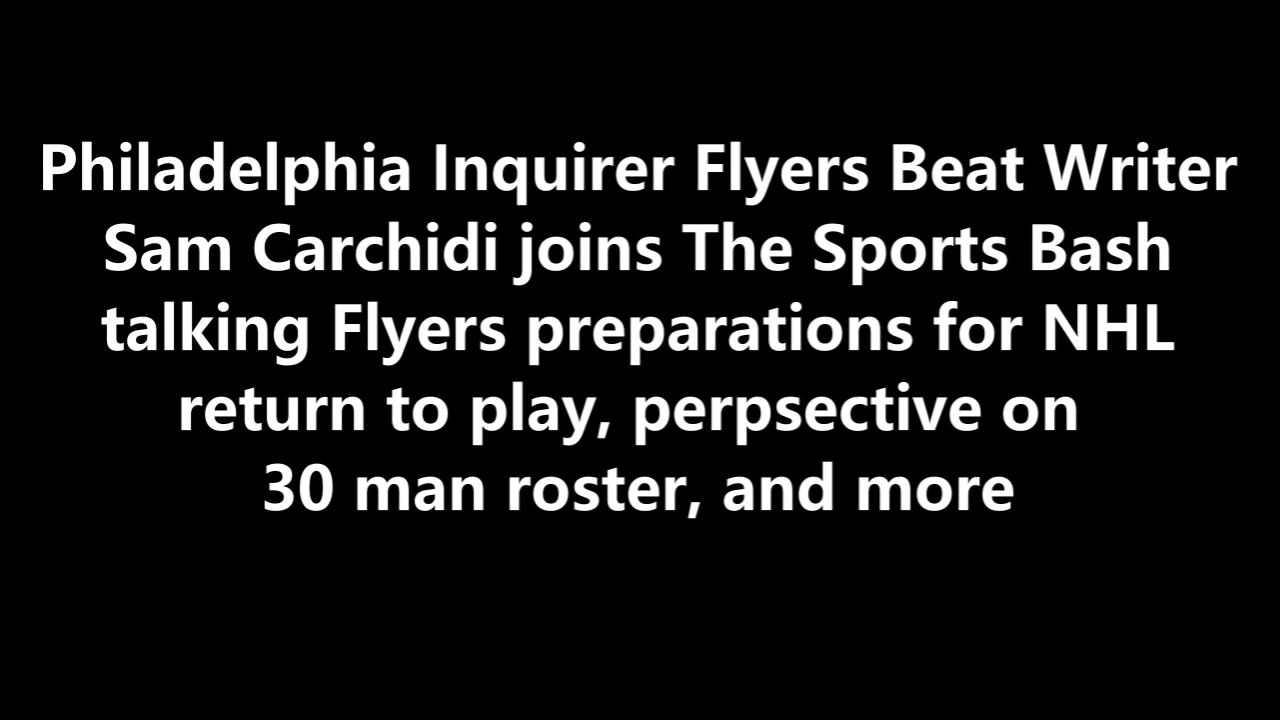 Philadelphia Inquirer Flyers Beat Writer
Sam Carchidi joins The Sports Bash
talking Flyers preparations for NHL
return to play, perpsective on
30 man roster, and more